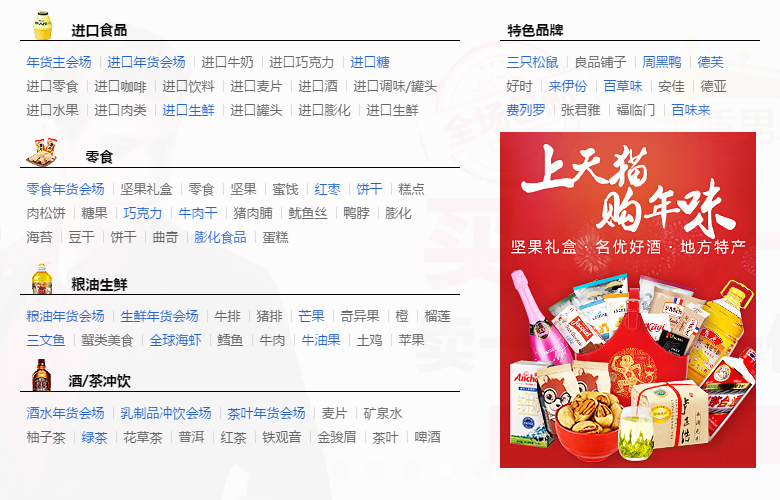 进口食品
年货主会场 进口年货会场 进口牛奶 进口巧克力 进口糖
进口零食 进口咖啡 进口饮料 进口麦片 进口酒 进口调味/罐头
进口水果 进口肉类 进口生鲜 进口罐头 进口膨化 进口生鲜
零食
零食年货会场 坚果礼盒 零食 坚果 蜜饯 红枣 饼干 糕点
肉松饼 糖果 巧克力 牛肉干 猪肉脯 鱿鱼丝 鸭脖 膨化
海苔 豆干 饼干 曲奇 膨化食品 蛋糕
粮油生鲜
粮油年货会场 生鲜年货会场 牛排 猪排 芒果 奇异果 橙 榴莲
三文鱼 蟹类美食 全球海虾 鳕鱼 牛肉 牛油果 土鸡 苹果
酒/茶冲饮
酒水年货会场 乳制品冲饮会场 茶叶年货会场 麦片 矿泉水
柚子茶 绿茶 花草茶 普洱 红茶 铁观音 金骏眉 茶叶 啤酒
特色品牌
三只松鼠 良品铺子 周黑鸭 德芙
好时 来伊份 百草味 安佳 德亚
费列罗 张君雅 福临门 百味来
上天猫
购年味
坚果礼盒·名优好酒·地方特产